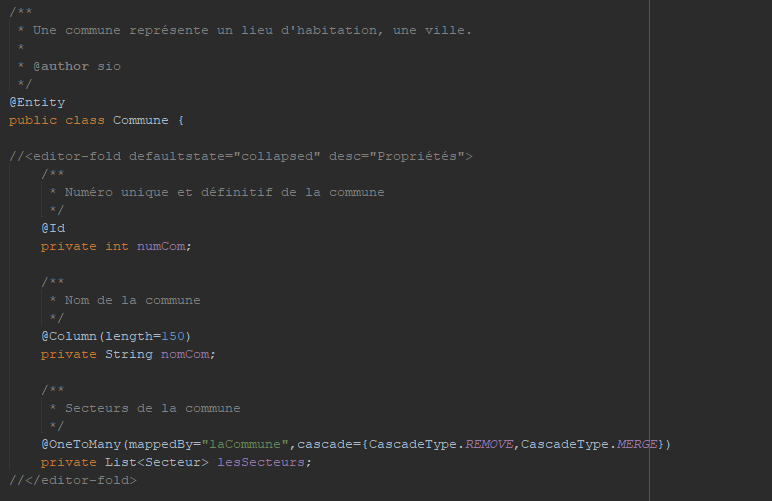 /**
 * Une commune représente un lieu d'habitation, une ville.
 *
 * @author sio
 */
@Entity
public class Commune {
//<editor-fold defaultstate="collapsed" desc="Propriétés">
    /**
     * Numéro unique et définitif de la commune
     */
    @Id
    private int numCom;
    /**
     * Nom de la commune
     */
    @Column(length=150)
    private String nomCom;
    /**
     * Secteurs de la commune
     */
    @OneToMany(mappedBy="laCommune",cascade={CascadeType.REMOVE,CascadeType.MERGE})
    private List<Secteur> lesSecteurs;
//</editor-fold>